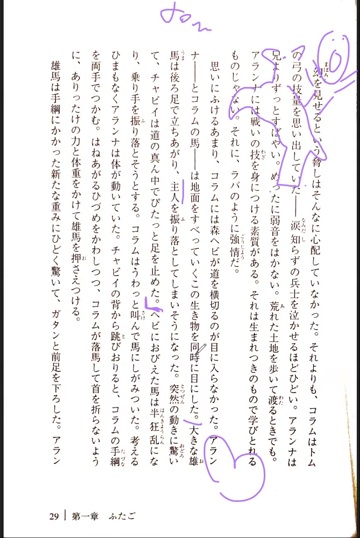 幻を見せるという脅しはそんなに心配していなかった。それよりも、コラムはトム
の弓の技量を思い出していた――涙知らずの兵士を泣かせるほどひどい。アランナは
兄よりずっとすばやい。めったに弱音をはかない。荒れた土地を歩いて渡るときでも。
アランナには戦いの技を身につける素質がある。それは生まれつきのもので学びとれる
ものじゃない。それに、ラバのように強情だ。
思いにふけるあまり、コラムには森ヘビが道を横切るのが目に入らなかった。アラン
ナ――とコラムの馬――は地面をすべっていくこの生き物を同時に目にした。大きな雄
馬は後ろ足で立ちあがり、主人を振り落としてしまいそうになった。突然の動きに驚い
て、チャビイは道の真ん中でぴたっと足を止めた。ヘビにおびえた馬は半狂乱にな
り、乗り手を振り落とそうとする。コラムはうわっと叫んで馬にしがみついた。考える
ひまもなくアランナは体が動いていた。チャビイの背から跳びおりると、コラムの手綱
を両手でつかむ。はねあがるひづめをかわしつつ、コラムが落馬して首を折らないよう
に、ありったけの力と体重をかけて雄馬を押さえつける。
雄馬は手綱にかかった新たな重みにひどく驚いて、ガタンと前足を下ろした。アラン
29 第一章 ふたご